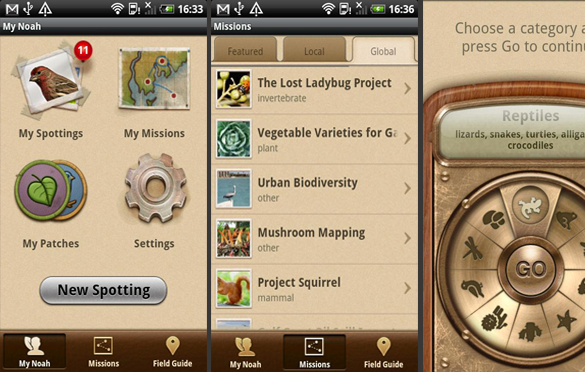 16:33
My Noah
11
My Spottings
My Missions
My Patches
Settings
New Spotting
My Noah
Missions
Field Guide
16:36
Missions
Featured
Local
Global
The Lost Ladybug Project
invertebrate
Vegetable Varieties for Ga
plant
Urban Biodiversity
other
Mushroom Mapping
other
Project Squirrel
mammal
My Noah
Missions
Field Guide
Choose a category a
press Go to continu
Reptiles
lizards, snakes, turties, alliga
crocodiles
GO